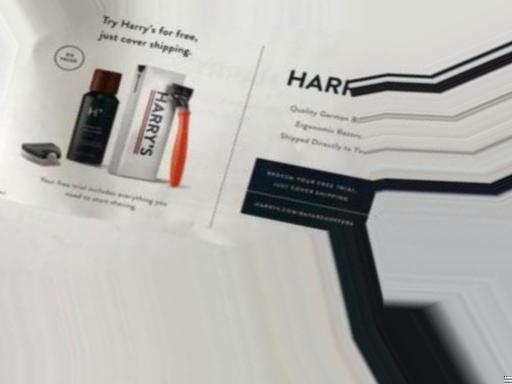 Try Harry's for free,
just cover shipping.
H'
HARRY'S
Your free trial includes everything you
need to start shaving.
HARR
Quality German
Ergonomic Razors.
Shipped Directly to You
REDEEM YOUR FREE TRIAL,
JUST COVER SHIPPING